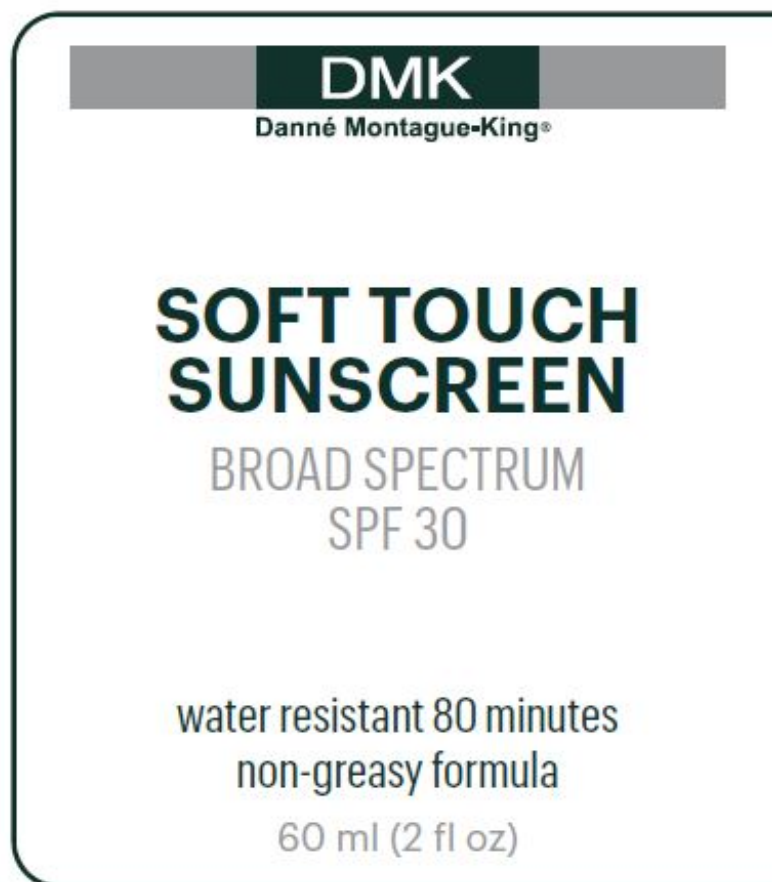 DMK
Danné Montague-King®
SOFT TOUCH
SUNSCREEN
BROAD SPECTRUM
SPF 30
water resistant 80 minutes
non-greasy formula
60 ml (2 fl oz)